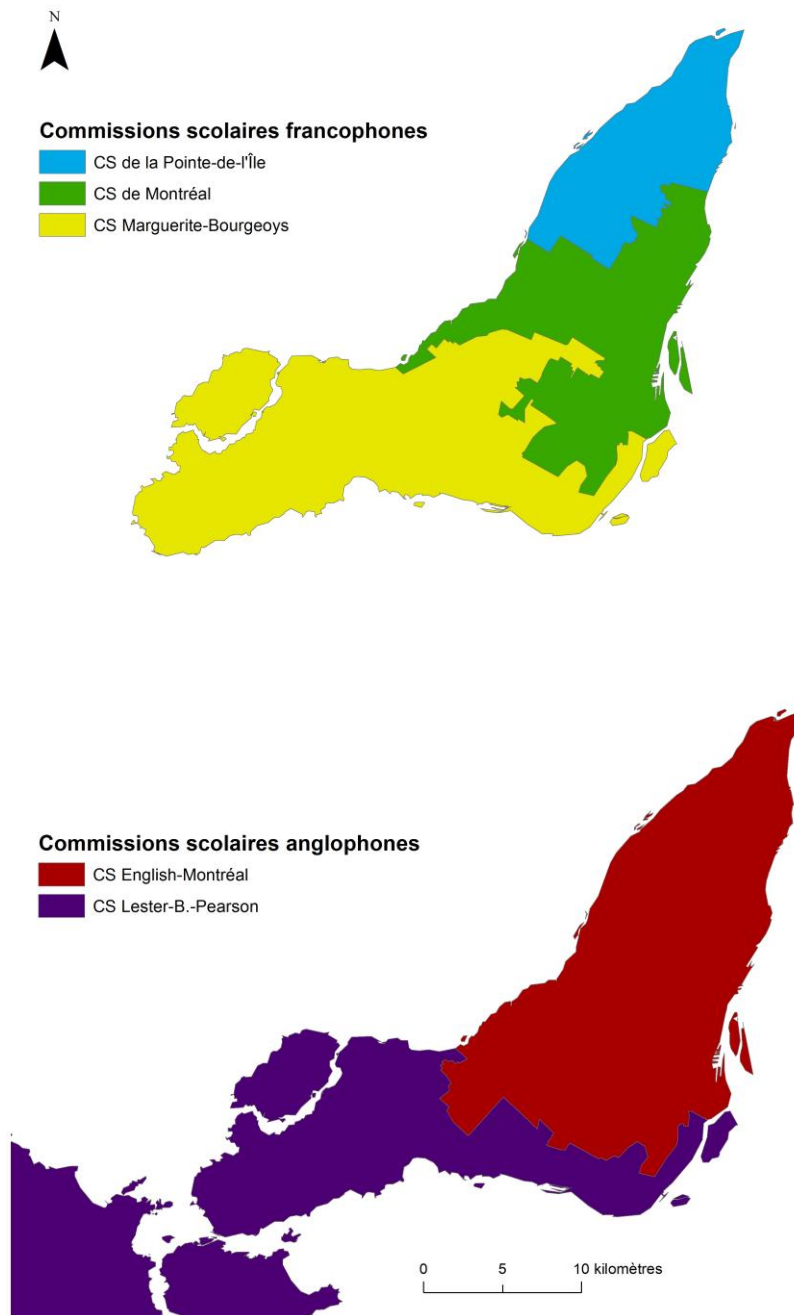 N
Commissions scolaires francophones
CS de la Pointe-de-l'Île
CS de Montréal
CS Marguerite-Bourgeoys
Commissions scolaires anglophones
CS English-Montréal
CS Lester-B.-Pearson
0 5 10 kilomètres